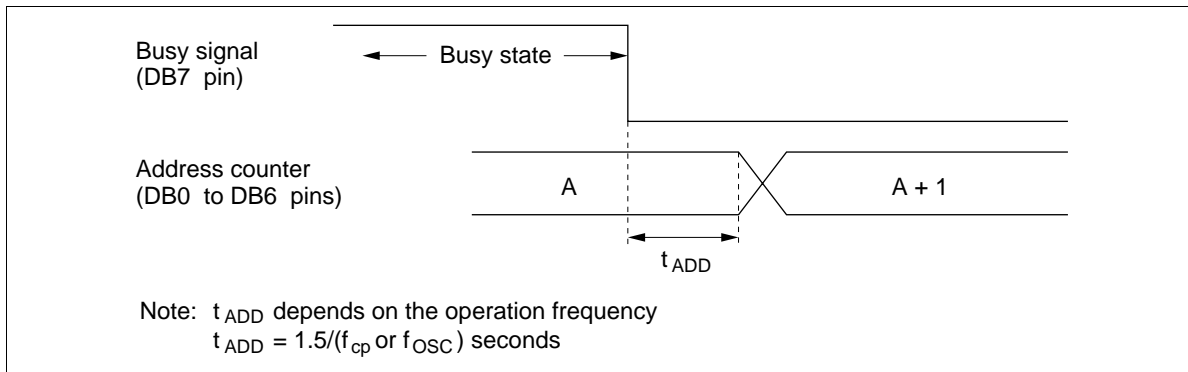 Busy signal
(DB7 pin)
Busy state
Address counter
(DB0 to DB6 pins)
A
A + 1
t ADD
Note: t ADD depends on the operation frequency
t ADD = 1.5/(f cp or f OSC ) seconds